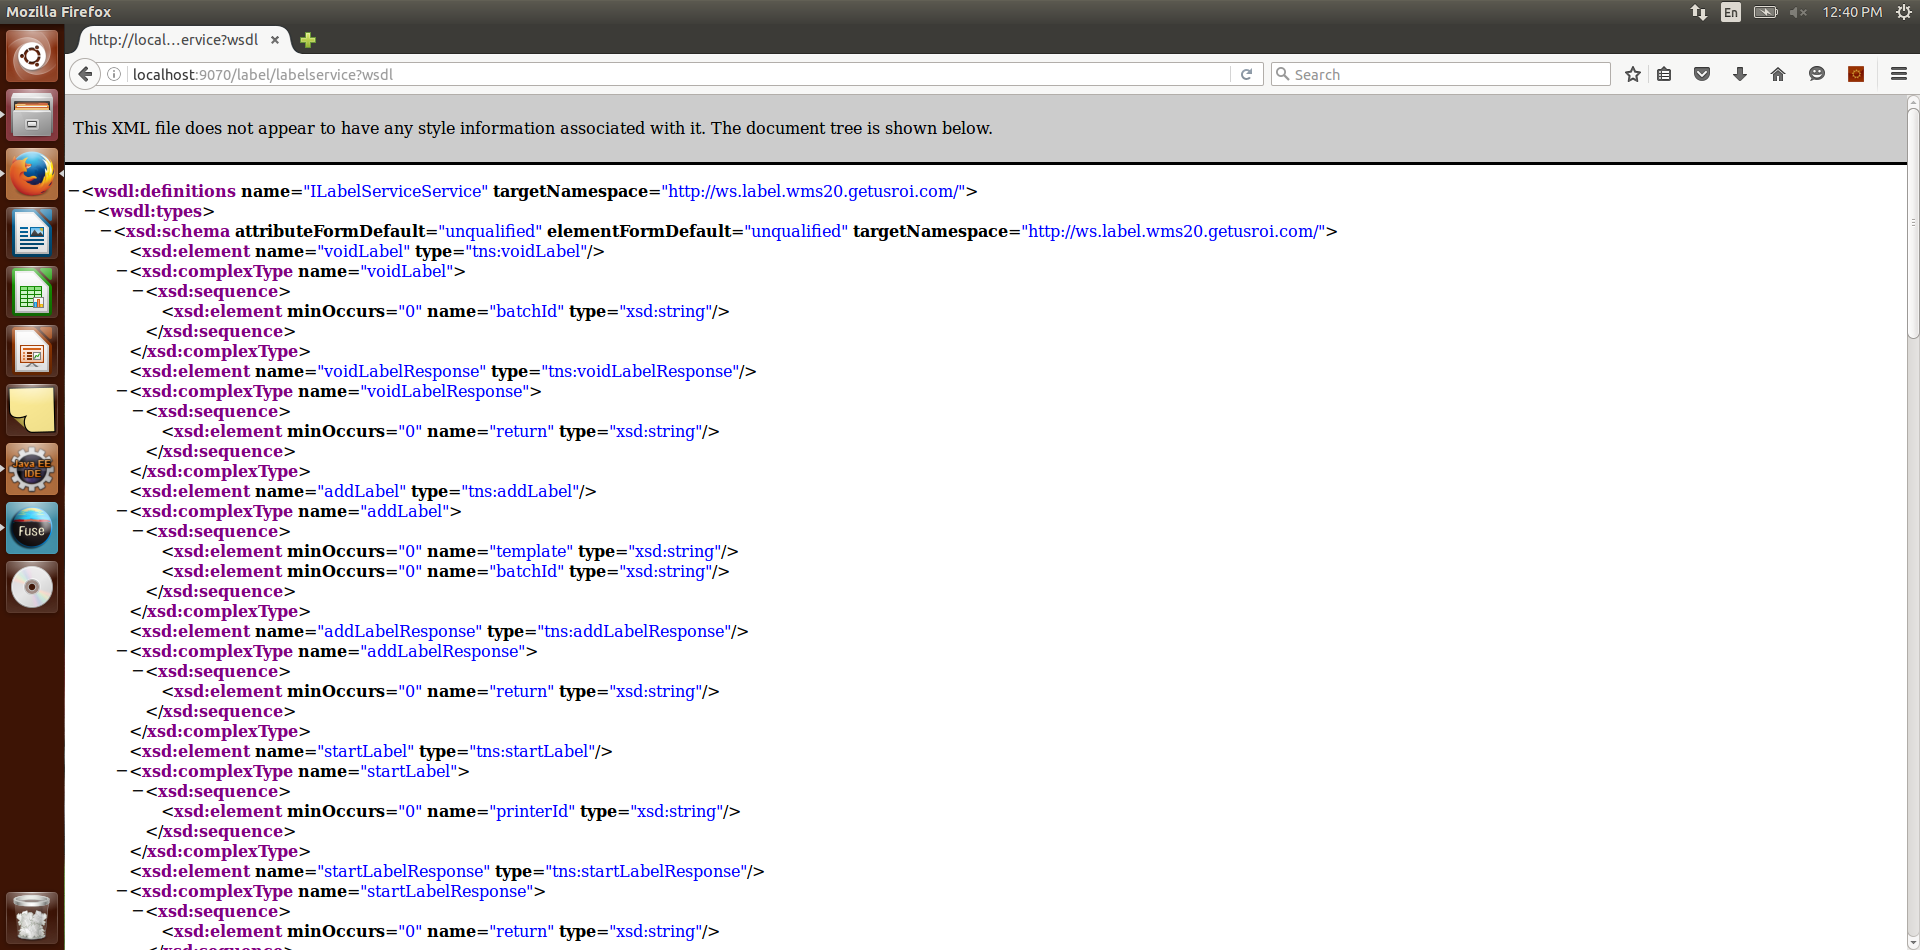 Mozilla Firefox
En
12:40 PM
http://local...ervice?wsdl
localhost:9070/label/labelservice?wsdl
Search
This XML file does not appear to have any style information associated with it. The document tree is shown below.
−<wsdl:definitions name="ILabelServiceService" targetNamespace="http://ws.label.wms20.getusroi.com/">
−<wsdl:types>
−<xsd:schema attributeFormDefault="unqualified" elementFormDefault="unqualified" targetNamespace="http://ws.label.wms20.getusroi.com/">
<xsd:element name="voidLabel" type="tns:voidLabel"/>
−<xsd:complexType name="voidLabel">
−<xsd:sequence>
<xsd:element minOccurs="0" name="batchId" type="xsd:string"/>
</xsd:sequence>
</xsd:complexType>
<xsd:element name="voidLabelResponse" type="tns:voidLabelResponse"/>
−<xsd:complexType name="voidLabelResponse">
−<xsd:sequence>
<xsd:element minOccurs="0" name="return" type="xsd:string"/>
</xsd:sequence>
</xsd:complexType>
<xsd:element name="addLabel" type="tns:addLabel"/>
−<xsd:complexType name="addLabel">
−<xsd:sequence>
<xsd:element minOccurs="0" name="template" type="xsd:string"/>
<xsd:element minOccurs="0" name="batchId" type="xsd:string"/>
</xsd:sequence>
</xsd:complexType>
<xsd:element name="addLabelResponse" type="tns:addLabelResponse"/>
−<xsd:complexType name="addLabelResponse">
−<xsd:sequence>
<xsd:element minOccurs="0" name="return" type="xsd:string"/>
</xsd:sequence>
</xsd:complexType>
<xsd:element name="startLabel" type="tns:startLabel"/>
−<xsd:complexType name="startLabel">
−<xsd:sequence>
<xsd:element minOccurs="0" name="printerId" type="xsd:string"/>
</xsd:sequence>
</xsd:complexType>
<xsd:element name="startLabelResponse" type="tns:startLabelResponse"/>
−<xsd:complexType name="startLabelResponse">
−<xsd:sequence>
<xsd:element minOccurs="0" name="return" type="xsd:string"/>
Java EE
IDE
Fuse